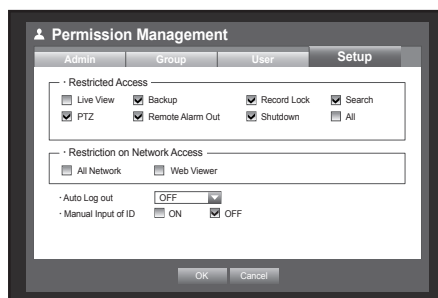 Permission Management
Admin Group User Setup
· Restricted Access
Live View Backup Record Lock Search
PTZ Remote Alarm Out Shutdown All
· Restriction on Network Access
All Network Web Viewer
· Auto Log out OFF
· Manual Input of ID ON OFF
OK Cancel